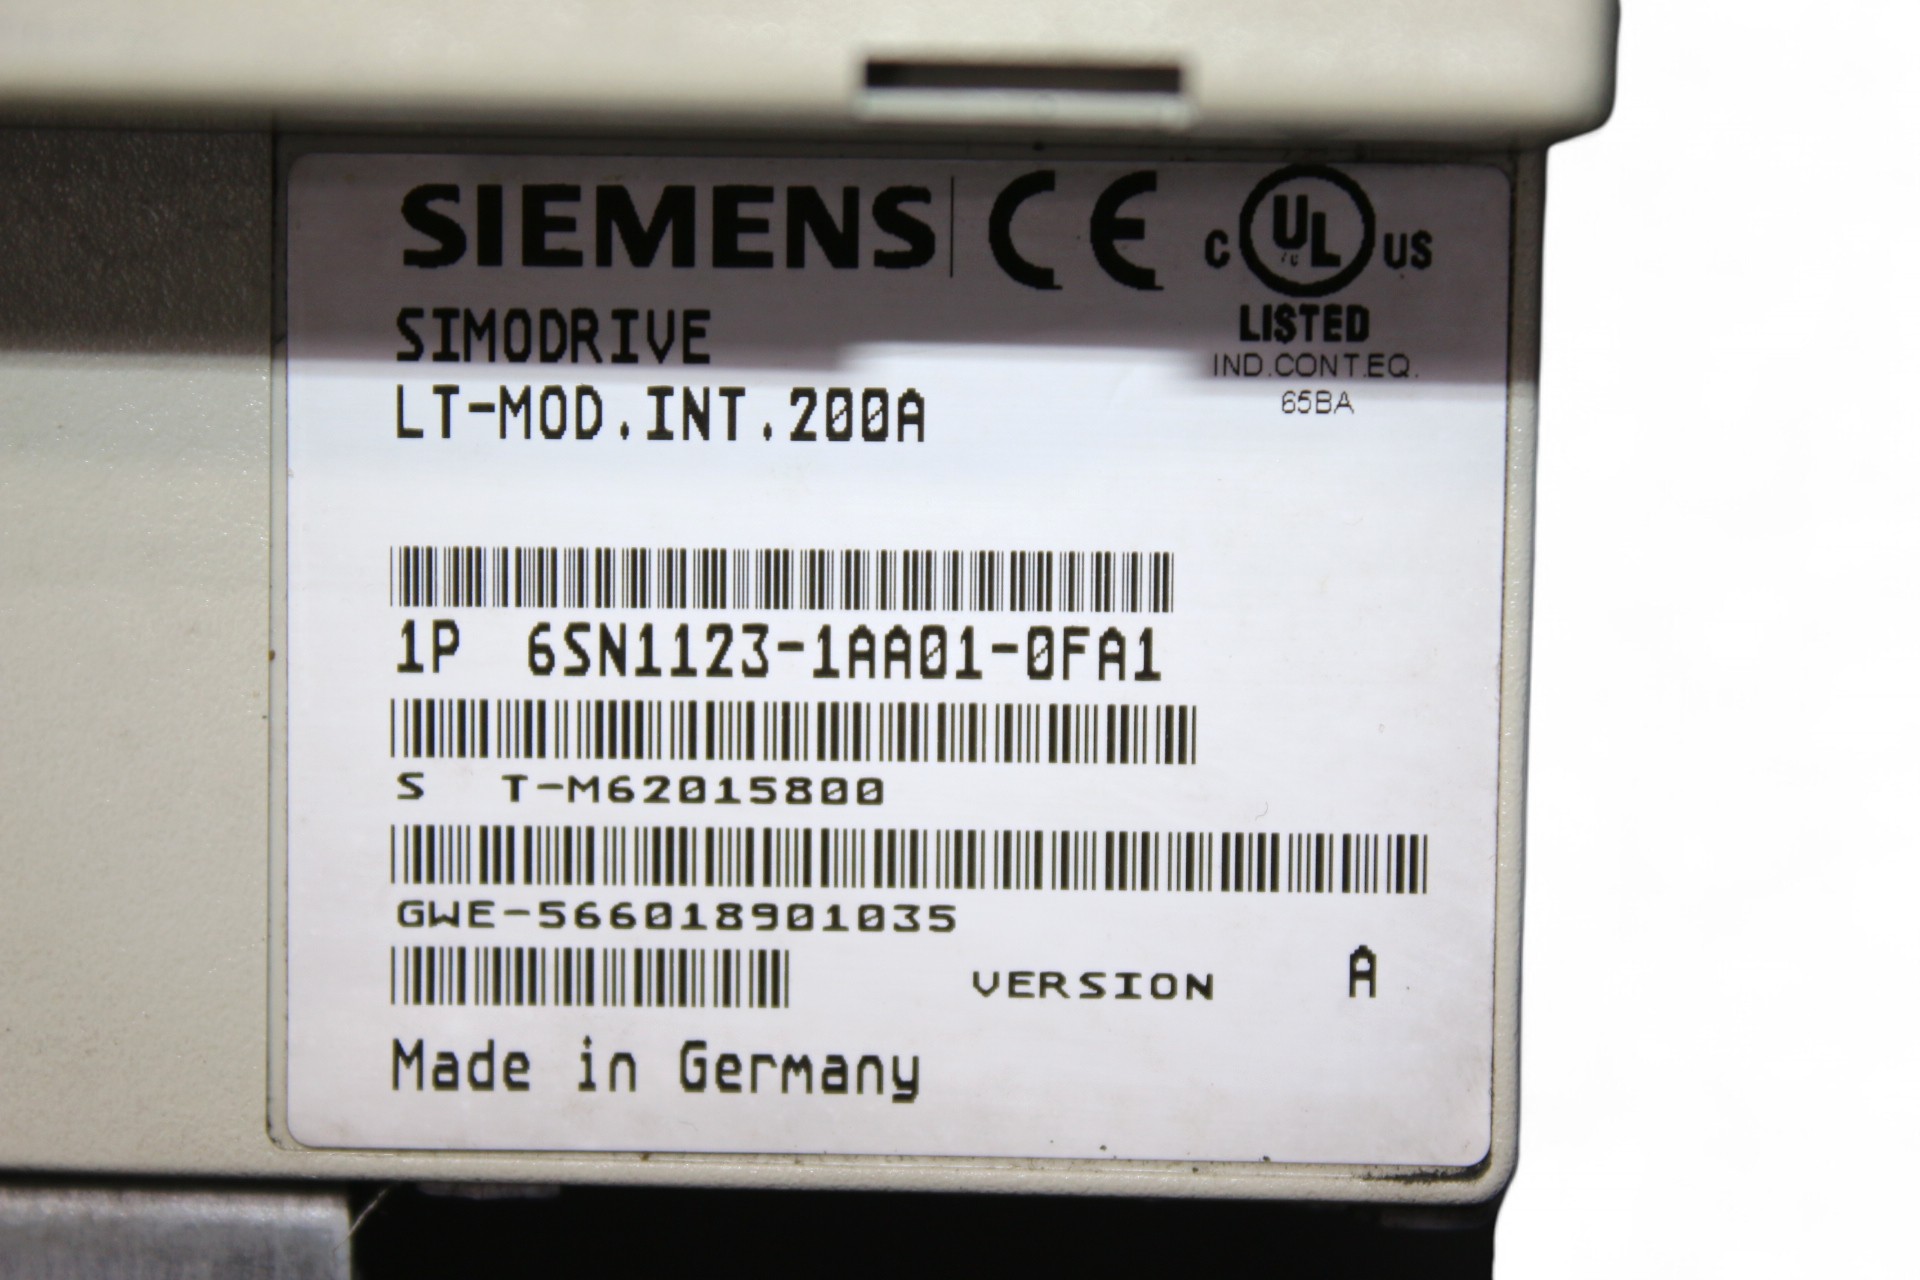 SIEMENS CE
C UL US
LISTED
IND.CONT.EQ.
65BA
SIMODRIVE
LT-MOD.INT.200A
1P 6SN1123-1AA01-0FA1
S T-M62015800
GWE-566018901035
VERSION A
Made in Germany